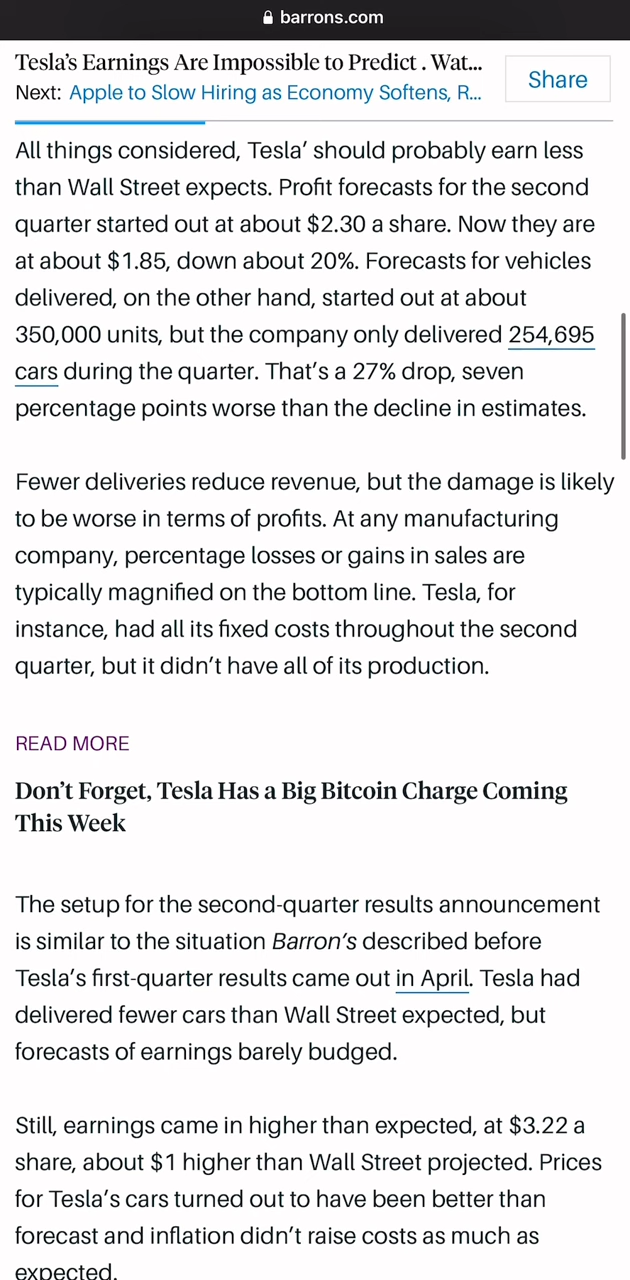 barrons.com
Tesla’s Earnings Are Impossible to Predict . Wat...
Next: Apple to Slow Hiring as Economy Softens, R...
Share
All things considered, Tesla’ should probably earn less
than Wall Street expects. Profit forecasts for the second
quarter started out at about $2.30 a share. Now they are
at about $1.85, down about 20%. Forecasts for vehicles
delivered, on the other hand, started out at about
350,000 units, but the company only delivered 254,695
cars during the quarter. That’s a 27% drop, seven
percentage points worse than the decline in estimates.
Fewer deliveries reduce revenue, but the damage is likely
to be worse in terms of profits. At any manufacturing
company, percentage losses or gains in sales are
typically magnified on the bottom line. Tesla, for
instance, had all its fixed costs throughout the second
quarter, but it didn’t have all of its production.
READ MORE
Don’t Forget, Tesla Has a Big Bitcoin Charge Coming
This Week
The setup for the second-quarter results announcement
is similar to the situation Barron’s described before
Tesla’s first-quarter results came out in April. Tesla had
delivered fewer cars than Wall Street expected, but
forecasts of earnings barely budged.
Still, earnings came in higher than expected, at $3.22 a
share, about $1 higher than Wall Street projected. Prices
for Tesla’s cars turned out to have been better than
forecast and inflation didn’t raise costs as much as
expected.